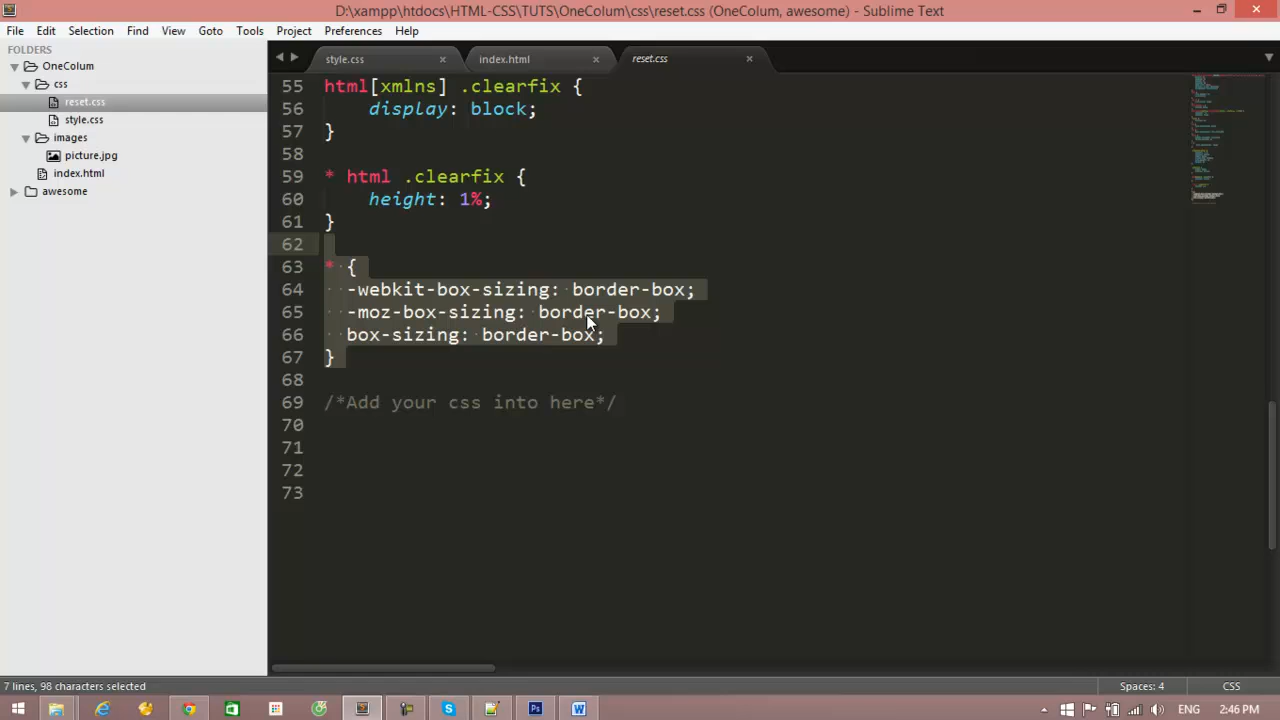 D:\xampp\htdocs\HTML-CSS\TUTS\OneColum\css\reset.css (OneColum, awesome) - Sublime Text
File Edit Selection Find View Goto Tools Project Preferences Help
FOLDERS
OneColum
css
reset.css
style.css
images
picture.jpg
index.html
awesome
style.css index.html reset.css
55 html[xmlns] .clearfix {
56 display: block;
57 }
58
59 * html .clearfix {
60 height: 1%;
61 }
62
63 * {
64 -webkit-box-sizing: border-box;
65 -moz-box-sizing: border-box;
66 box-sizing: border-box;
67 }
68
69 /*Add your css into here*/
70
71
72
73
7 lines, 98 characters selected Spaces: 4 CSS
ENG 2:46 PM